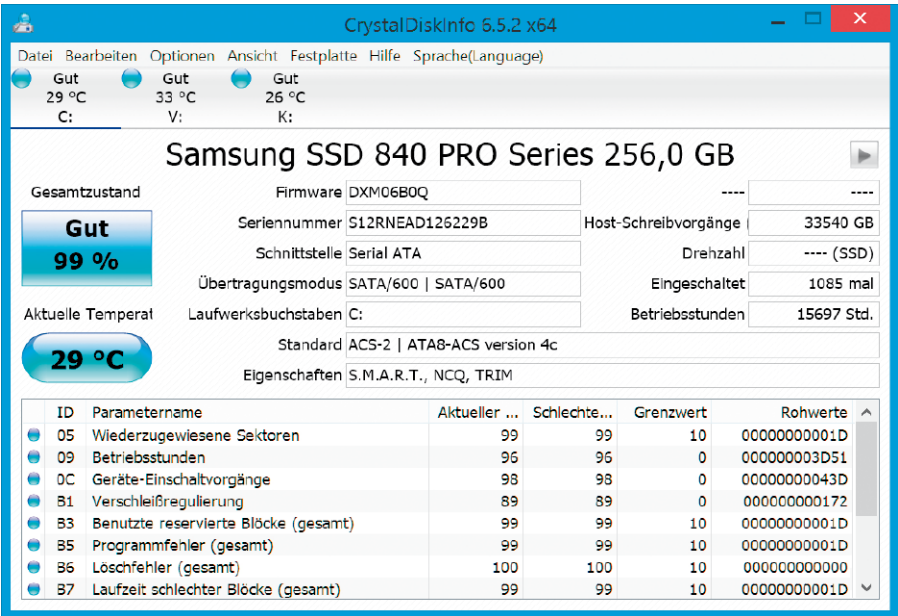 CrystalDiskInfo 6.5.2 x64
Datei Bearbeiten Optionen Ansicht Festplatte Hilfe Sprache(Language)
Gut Gut Gut
29 °C 33 °C 26 °C
C: V: K:
Samsung SSD 840 PRO Series 256,0 GB
Gesamtzustand
Gut
99 %
Aktuelle Temperat
29 °C
Firmware DXM06B0Q ---- ----
Seriennummer S12RNEAD126229B Host-Schreibvorgänge 33540 GB
Schnittstelle Serial ATA Drehzahl ---- (SSD)
Übertragungsmodus SATA/600 | SATA/600 Eingeschaltet 1085 mal
Laufwerksbuchstaben C: Betriebsstunden 15697 Std.
Standard ACS-2 | ATA8-ACS version 4c
Eigenschaften S.M.A.R.T., NCQ, TRIM
ID Parametername Aktueller ... Schlechte... Grenzwert Rohwerte
05 Wiederzugewiesene Sektoren 99 99 10 00000000001D
09 Betriebsstunden 96 96 0 000000003D51
0C Geräte-Einschaltvorgänge 98 98 0 00000000043D
B1 Verschleißregulierung 89 89 0 000000000172
B3 Benutzte reservierte Blöcke (gesamt) 99 99 10 00000000001D
B5 Programmfehler (gesamt) 99 99 10 00000000001D
B6 Löschfehler (gesamt) 100 100 10 000000000000
B7 Laufzeit schlechter Blöcke (gesamt) 99 99 10 00000000001D